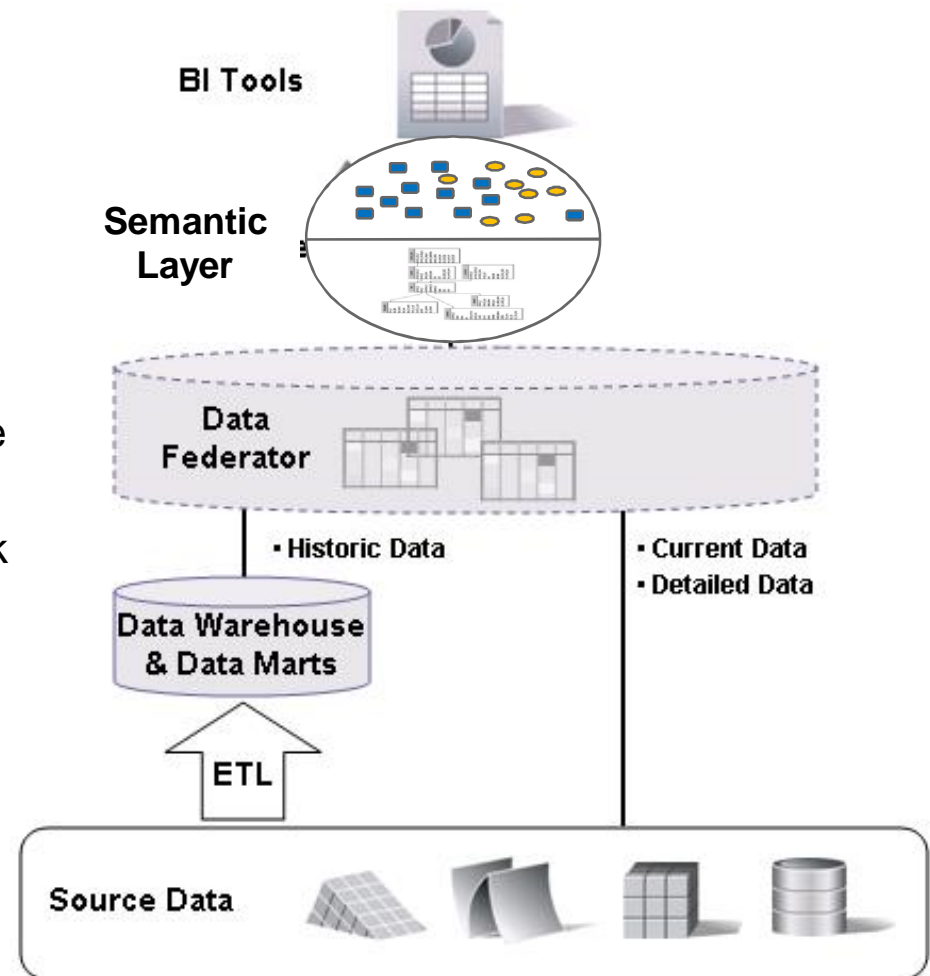 BI Tools
Semantic
Layer
e
Data
Federator
▪ Historic Data
k
▪ Current Data
▪ Detailed Data
Data Warehouse
& Data Marts
ETL
Source Data